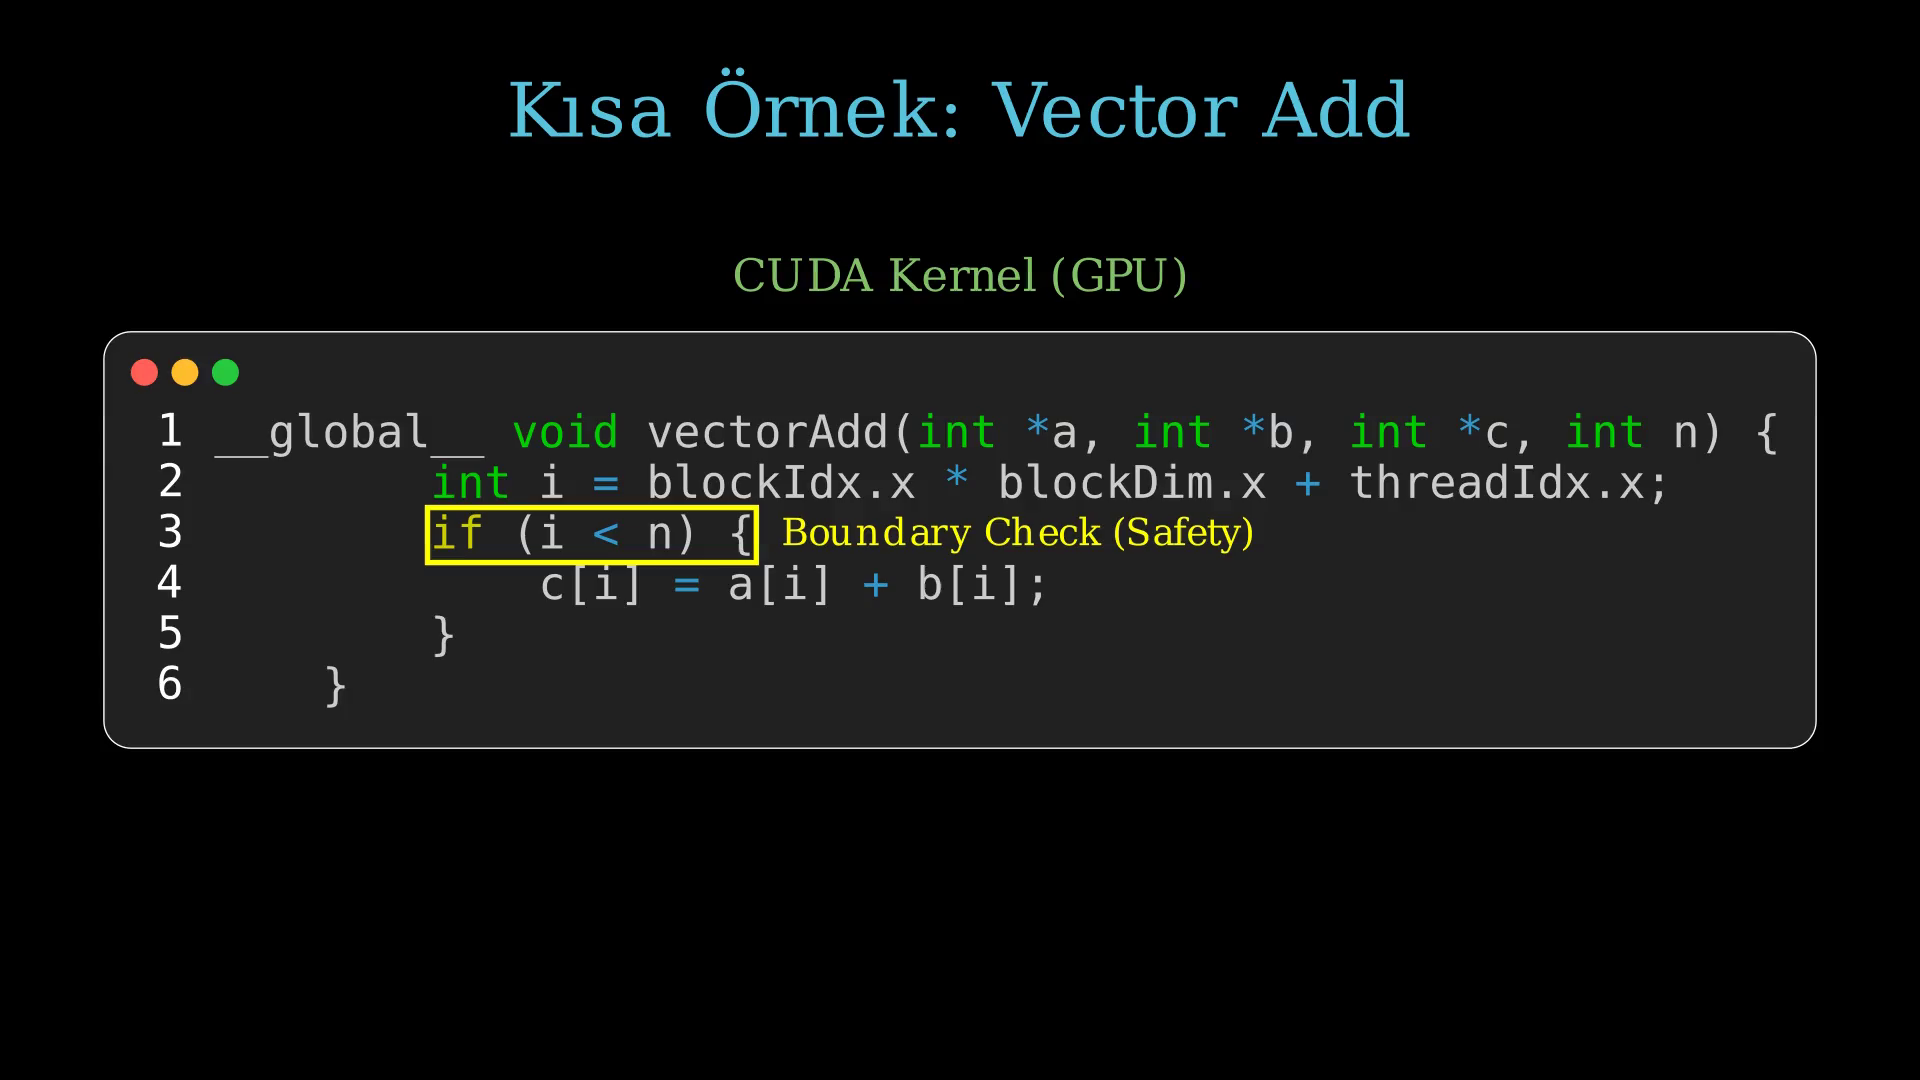 Kısa Örnek: Vector Add
CUDA Kernel (GPU)
1 __global__ void vectorAdd(int *a, int *b, int *c, int n) {
2         int i = blockIdx.x * blockDim.x + threadIdx.x;
3         if (i < n) { Boundary Check (Safety)
4             c[i] = a[i] + b[i];
5         }
6     }